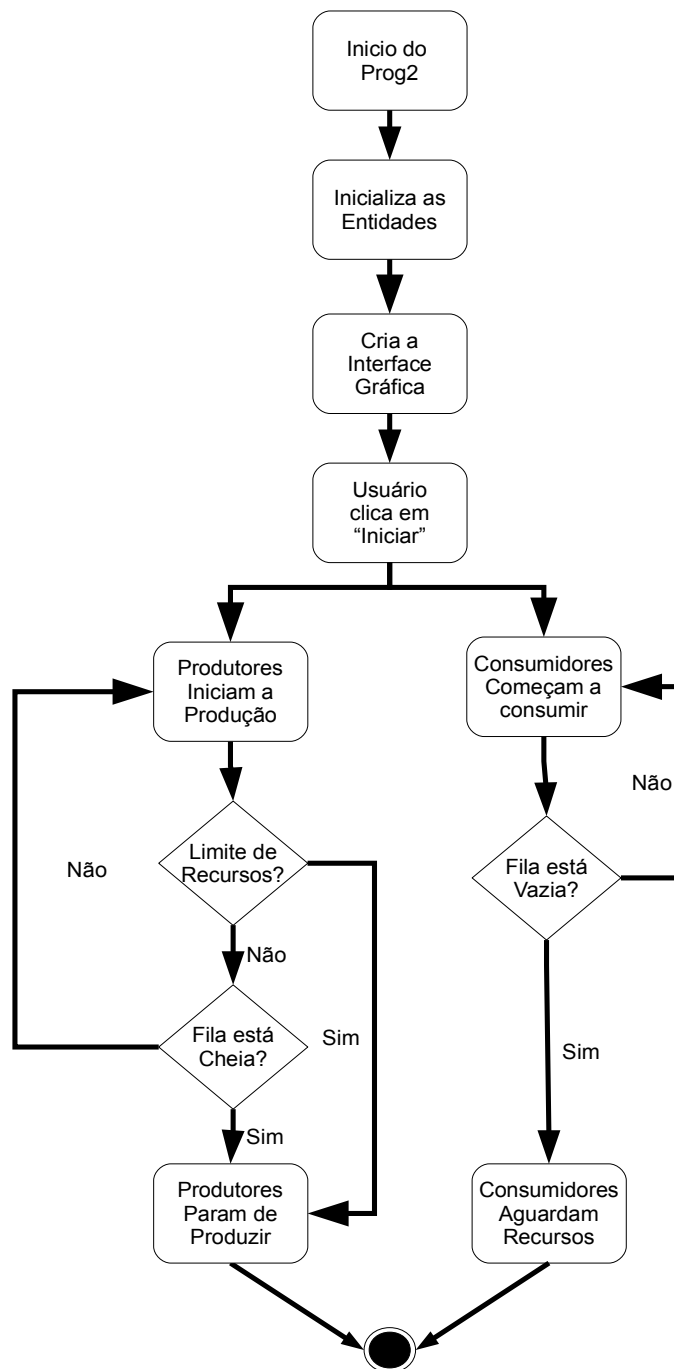 Inicio do
Prog2
Inicializa as
Entidades
Cria a
Interface
Gráfica
Usuário
clica em
“Iniciar”
Produtores
Iniciam a
Produção
Consumidores
Começam a
consumir
Não
Não
Limite de
Recursos?
Fila está
Vazia?
Não
Fila está
Cheia?
Sim
Sim
Sim
Produtores
Param de
Produzir
Consumidores
Aguardam
Recursos